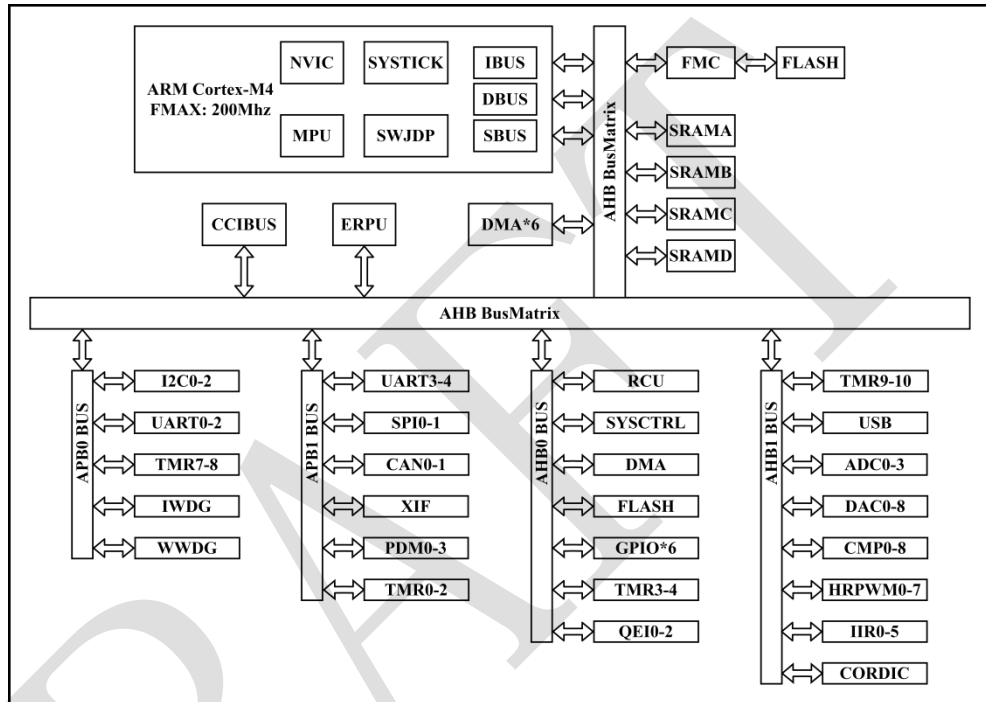 NVIC
SYSTICK
IBUS
FMC
FLASH
ARM Cortex-M4
FMAX: 200Mhz
DBUS
MPU
SWJDP
SBUS
AHB BusMatrix
SRAMA
SRAMB
SRAMC
SRAMD
CCIBUS
ERPU
DMA*6
AHB BusMatrix
APB0 BUS
I2C0-2
UART0-2
TMR7-8
IWDG
WWDG
APB1 BUS
UART3-4
SPI0-1
CAN0-1
XIF
PDM0-3
TMR0-2
AHB0 BUS
RCU
SYSCTRL
DMA
FLASH
GPIO*6
TMR3-4
QEI0-2
AHB1 BUS
TMR9-10
USB
ADC0-3
DAC0-8
CMP0-8
HRPWM0-7
IIR0-5
CORDIC